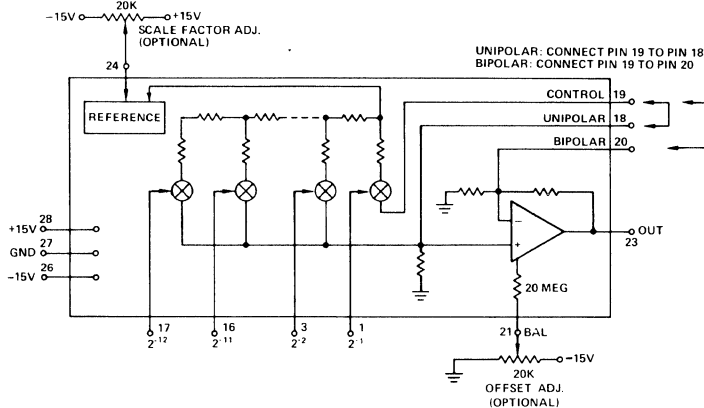 20K
-15V
+15V
SCALE FACTOR ADJ.
(OPTIONAL)
24
UNIPOLAR: CONNECT PIN 19 TO PIN 18
BIPOLAR: CONNECT PIN 19 TO PIN 20
CONTROL 19
REFERENCE
UNIPOLAR 18
BIPOLAR 20
+15V 28
GND 27
-15V 26
−
+
OUT
23
20 MEG
17 16 3 1
2-12 2-11 2-2 2-1
21 BAL
-15V
20K
OFFSET ADJ.
(OPTIONAL)